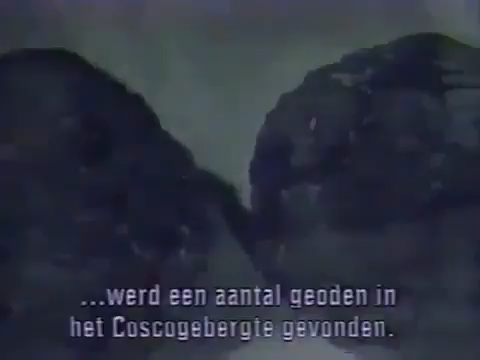 ...werd een aantal geoden in
het Coscogebergte gevonden.